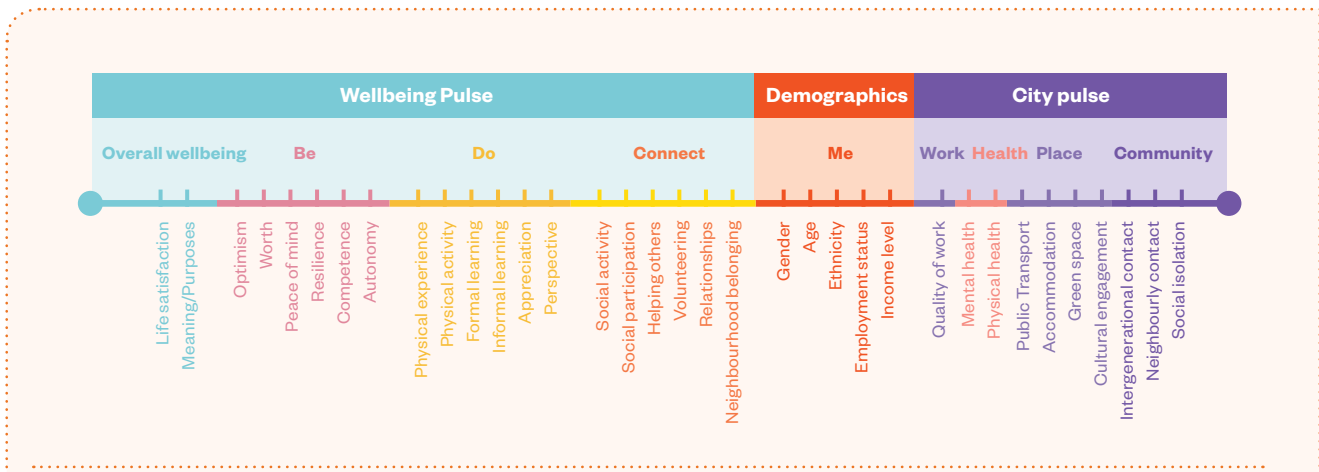 Wellbeing Pulse
Demographics
City pulse
Overall wellbeing
Be
Do
Connect
Me
Work
Health
Place
Community
Life satisfaction
Meaning/Purposes
Optimism
Worth
Peace of mind
Resilience
Competence
Autonomy
Physical experience
Physical activity
Formal learning
Informal learning
Appreciation
Perspective
Social activity
Social participation
Helping others
Volunteering
Relationships
Neighbourhood belonging
Gender
Age
Ethnicity
Employment status
Income level
Quality of work
Mental health
Physical health
Public Transport
Accommodation
Green space
Cultural engagement
Intergenerational contact
Neighbourly contact
Social isolation